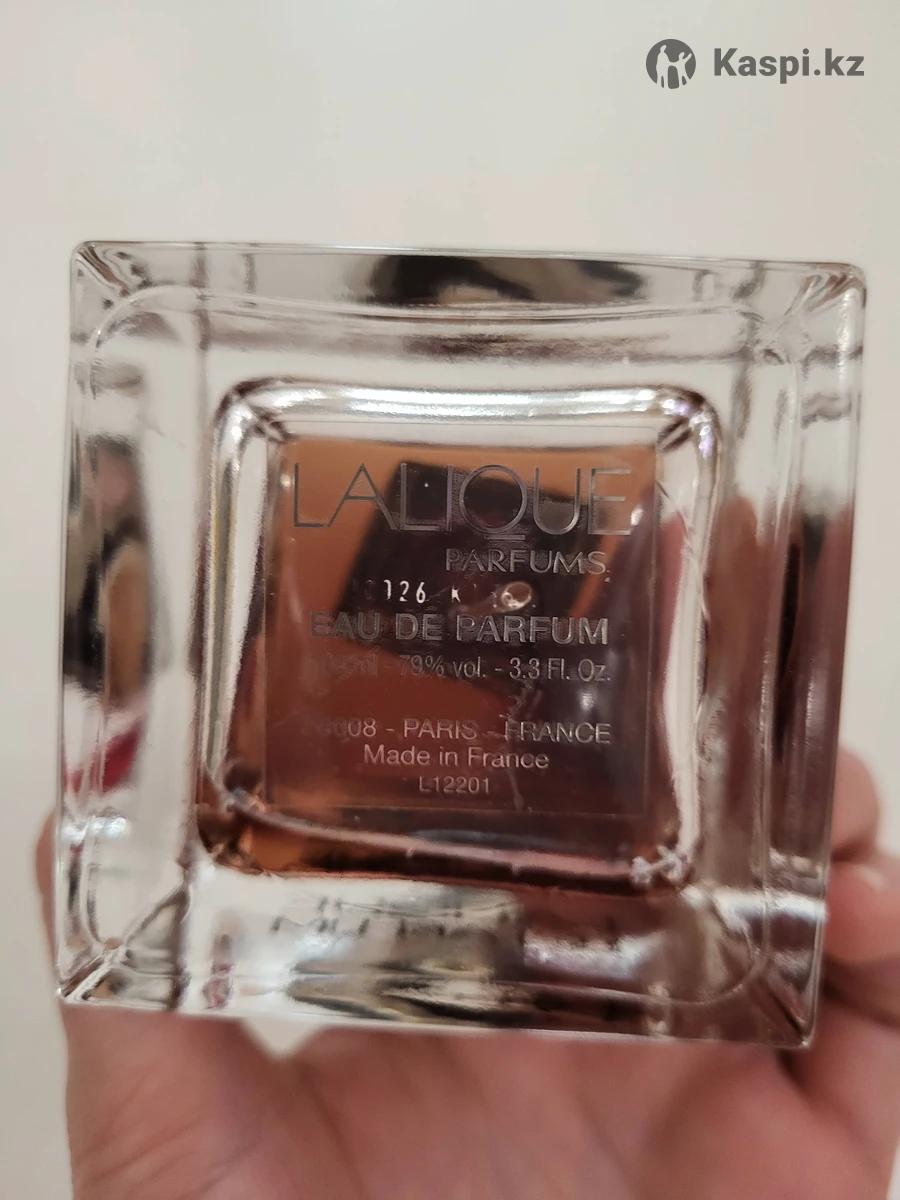 Kaspi.kz
LALIQUE
PARFUMS
126 K
EAU DE PARFUM
79% vol. - 3.3 Fl. Oz.
PARIS - FRANCE
Made in France
L12201